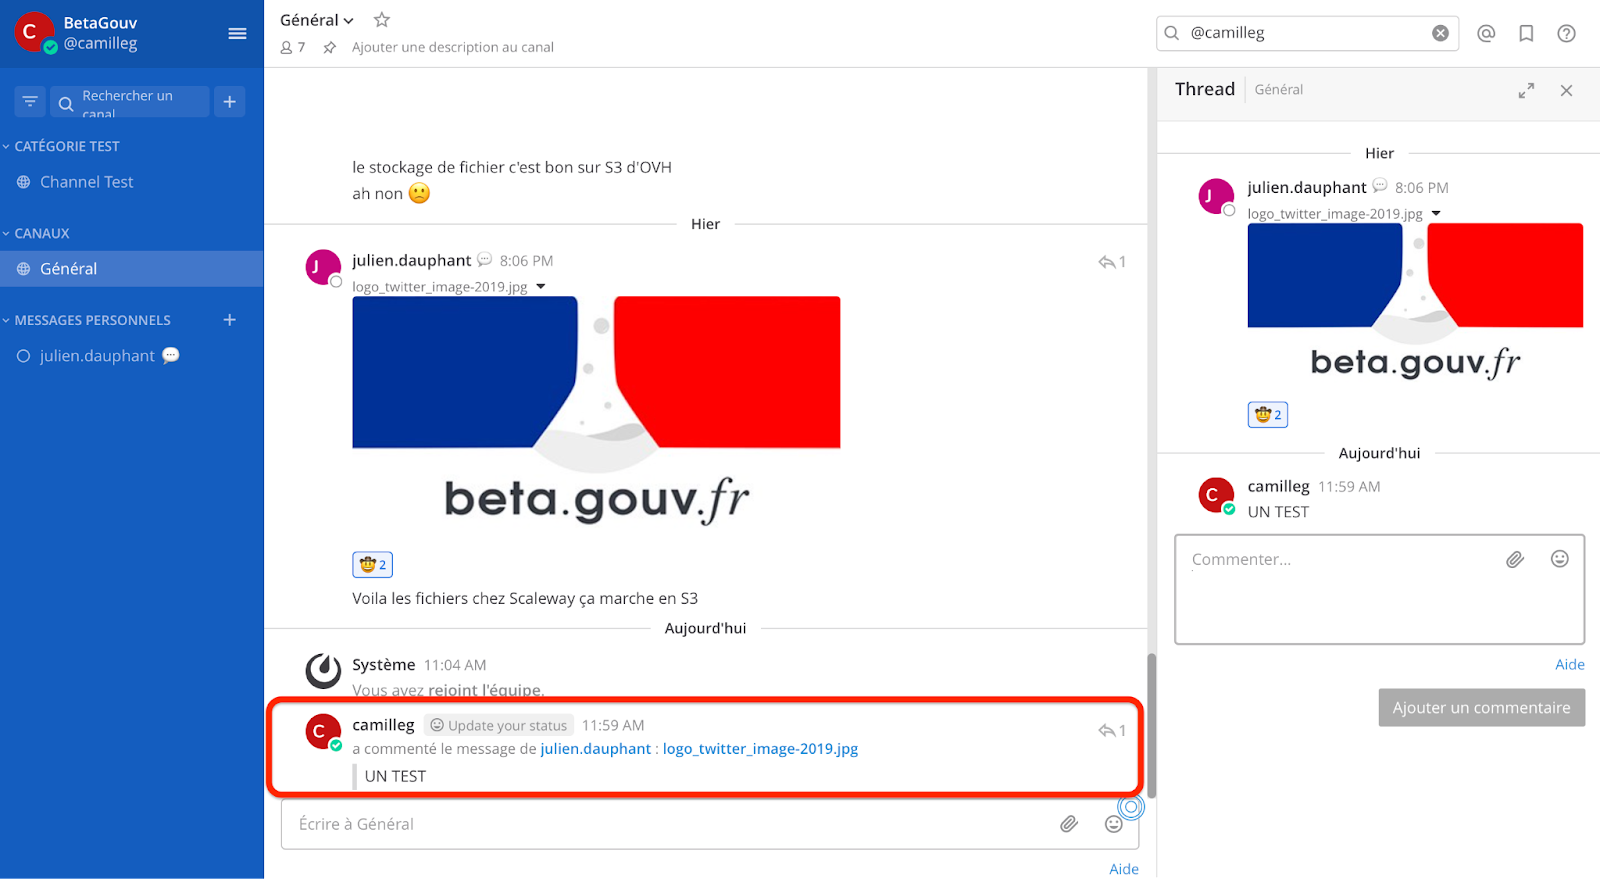 C
BetaGouv
@camilleg
Rechercher un
canal
CATÉGORIE TEST
Channel Test
CANAUX
Général
MESSAGES PERSONNELS
julien.dauphant
Général
7
Ajouter une description au canal
@camilleg
le stockage de fichier c'est bon sur S3 d'OVH
ah non
Hier
J
julien.dauphant 8:06 PM
1
logo_twitter_image-2019.jpg
beta.gouv.fr
2
Voila les fichiers chez Scaleway ça marche en S3
Aujourd'hui
Système 11:04 AM
Vous avez rejoint l'équipe.
C
camilleg Update your status 11:59 AM
1
a commenté le message de julien.dauphant : logo_twitter_image-2019.jpg
UN TEST
Écrire à Général
Aide
Thread Général
Hier
J
julien.dauphant 8:06 PM
logo_twitter_image-2019.jpg
beta.gouv.fr
2
Aujourd'hui
C
camilleg 11:59 AM
UN TEST
Commenter...
Aide
Ajouter un commentaire